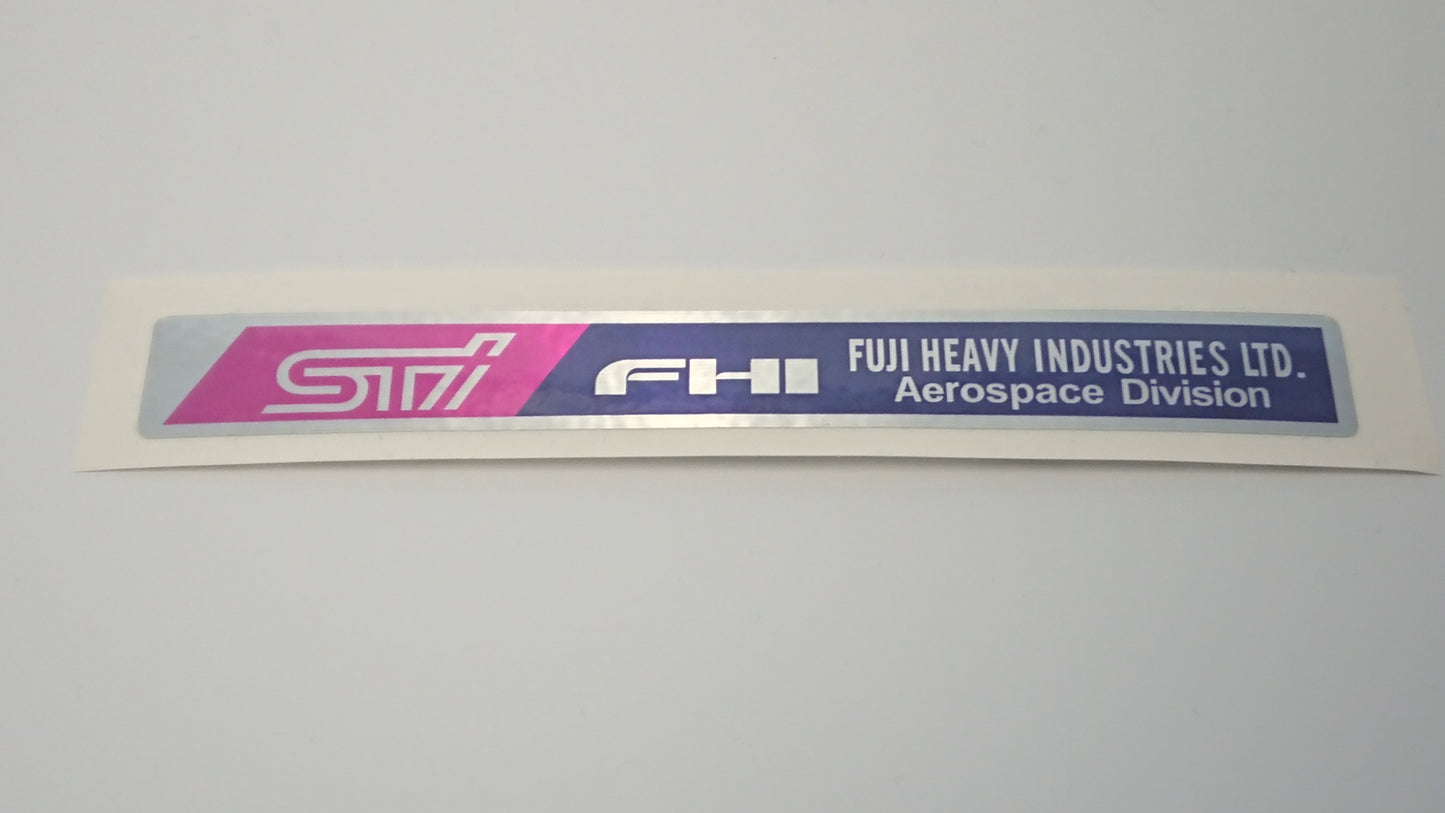 STi
FHI
FUJI HEAVY INDUSTRIES LTD.
Aerospace Division